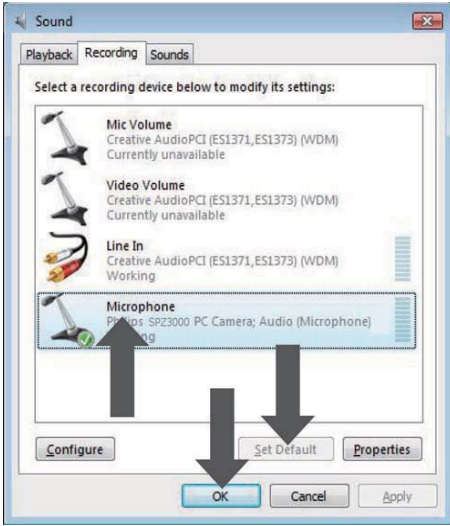 Sound
Playback Recording Sounds
Select a recording device below to modify its settings:
Mic Volume
Creative AudioPCI (ES1371,ES1373) (WDM)
Currently unavailable
Video Volume
Creative AudioPCI (ES1371,ES1373) (WDM)
Currently unavailable
Line In
Creative AudioPCI (ES1371,ES1373) (WDM)
Working
Microphone
SPZ3000 PC Camera; Audio (Microphone)
Configure Set Default Properties
OK Cancel Apply